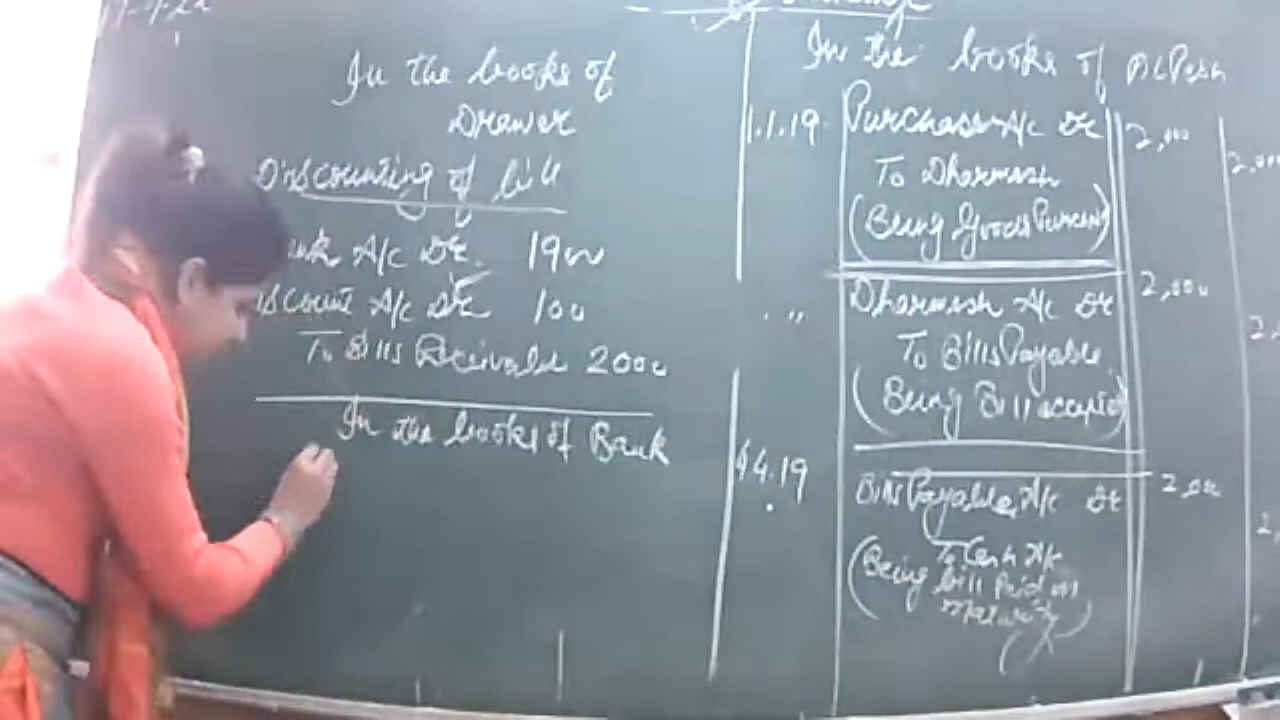 In the books of
Drawer
Discounting of bill
A/c Dr. 1900
A/c Dr 100
To Bills Receivable 2000
In the books of Bank
In the books of
1.1.19 Purchases A/c Dr 2,000
To Dharmesh 2,000
(Being Goods Purchased)
,, Dharmesh A/c Dr 2,000
To Bills Payable
(Being Bill accepted)
4.4.19 Bills Payable A/c Dr 2,000
To Cash A/c
(Being bill Paid on
Maturity)